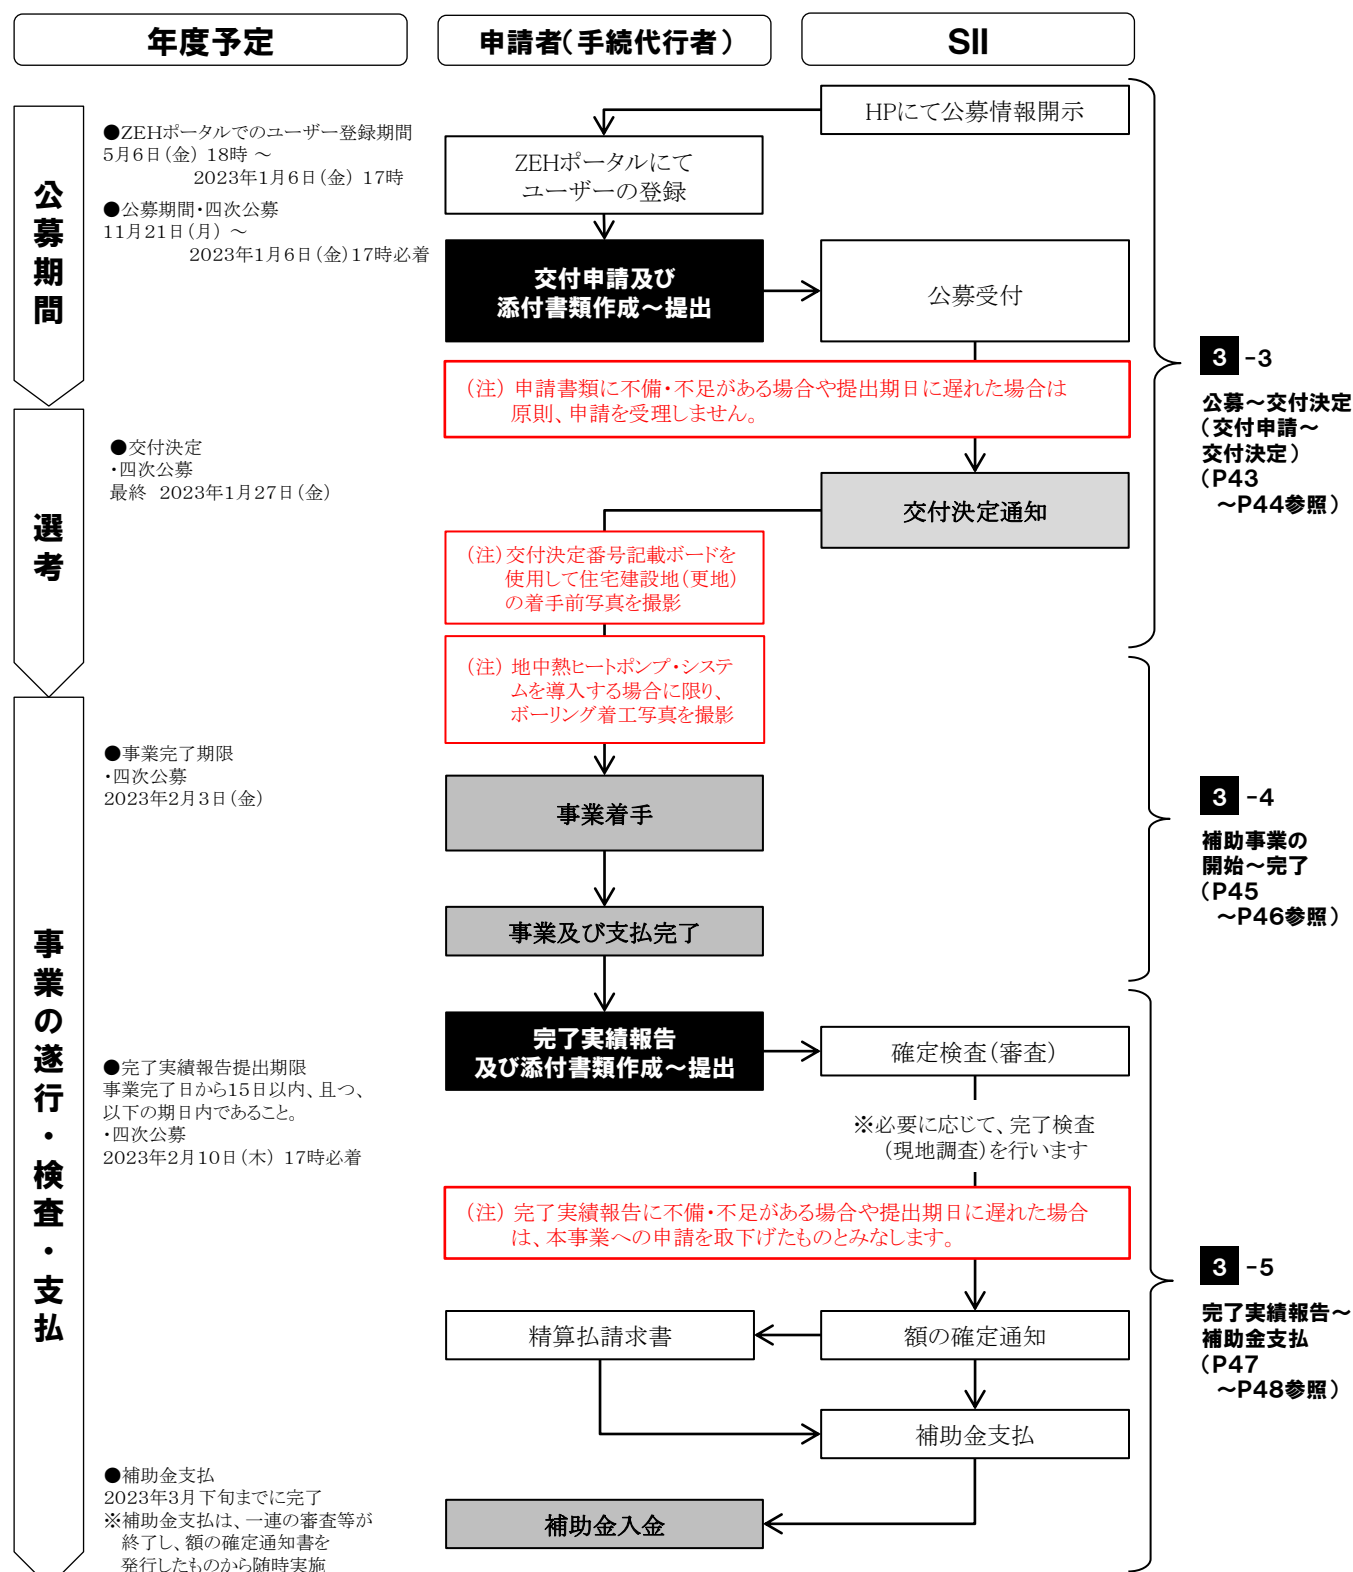 年度予定
申請者（手続代行者）
SII
公募期間
選考
事業の遂行・検査・支払
●ZEHポータルでのユーザー登録期間
5月6日（金） 18時 ～
2023年1月6日（金） 17時
●公募期間・四次公募
11月21日（月） ～
2023年1月6日（金）17時必着
●交付決定
・四次公募
最終 2023年1月27日（金）
●事業完了期限
・四次公募
2023年2月3日（金）
●完了実績報告提出期限
事業完了日から15日以内、且つ、
以下の期日内であること。
・四次公募
2023年2月10日（木） 17時必着
●補助金支払
2023年3月下旬までに完了
※補助金支払は、一連の審査等が
終了し、額の確定通知書を
発行したものから随時実施
HPにて公募情報開示
ZEHポータルにて
ユーザーの登録
交付申請及び
添付書類作成～提出
公募受付
（注） 申請書類に不備・不足がある場合や提出期日に遅れた場合は
原則、申請を受理しません。
交付決定通知
（注）交付決定番号記載ボードを
使用して住宅建設地（更地）
の着手前写真を撮影
（注） 地中熱ヒートポンプ・システ
ムを導入する場合に限り、
ボーリング着工写真を撮影
事業着手
事業及び支払完了
完了実績報告
及び添付書類作成～提出
確定検査（審査）
※必要に応じて、完了検査
（現地調査）を行います
（注） 完了実績報告に不備・不足がある場合や提出期日に遅れた場合
は、本事業への申請を取下げたものとみなします。
精算払請求書
額の確定通知
補助金支払
補助金入金
3 -3
公募～交付決定
（交付申請～
交付決定）
（P43
～P44参照）
3 -4
補助事業の
開始～完了
（P45
～P46参照）
3 -5
完了実績報告～
補助金支払
（P47
～P48参照）